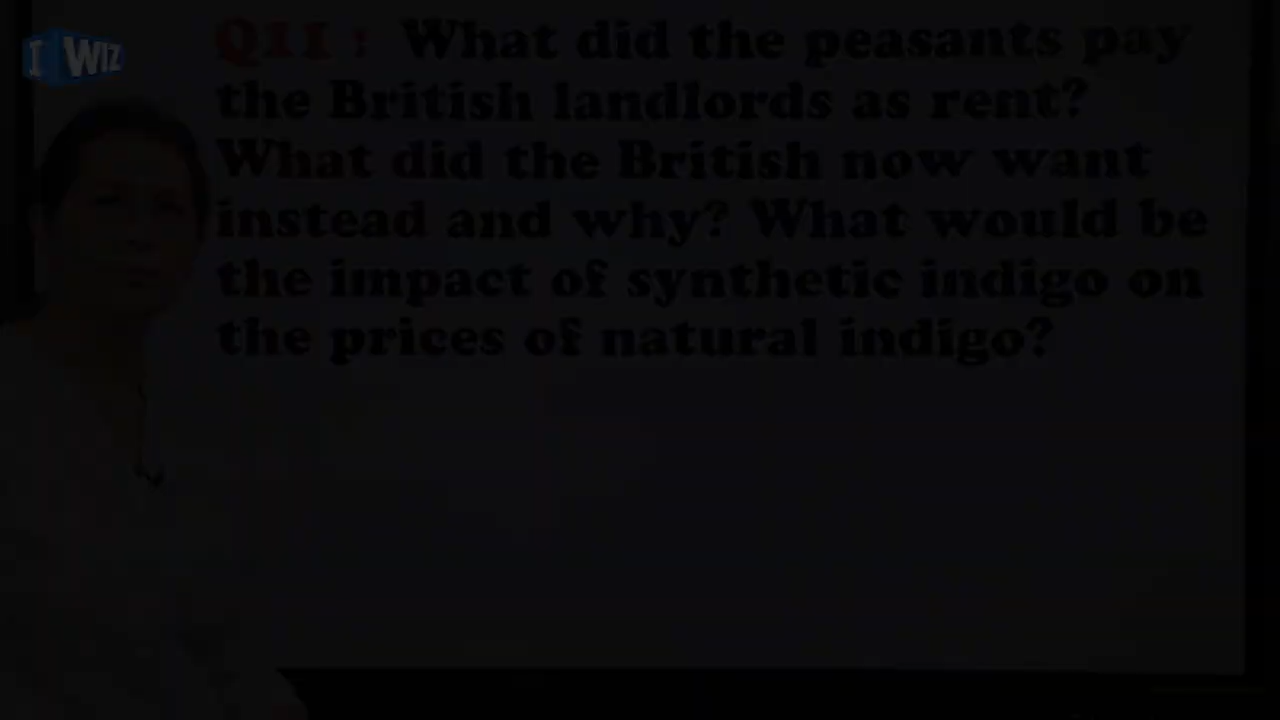 I WIZ
Q11 : What did the peasants pay
the British landlords as rent?
What did the British now want
instead and why? What would be
the impact of synthetic indigo on
the prices of natural indigo?